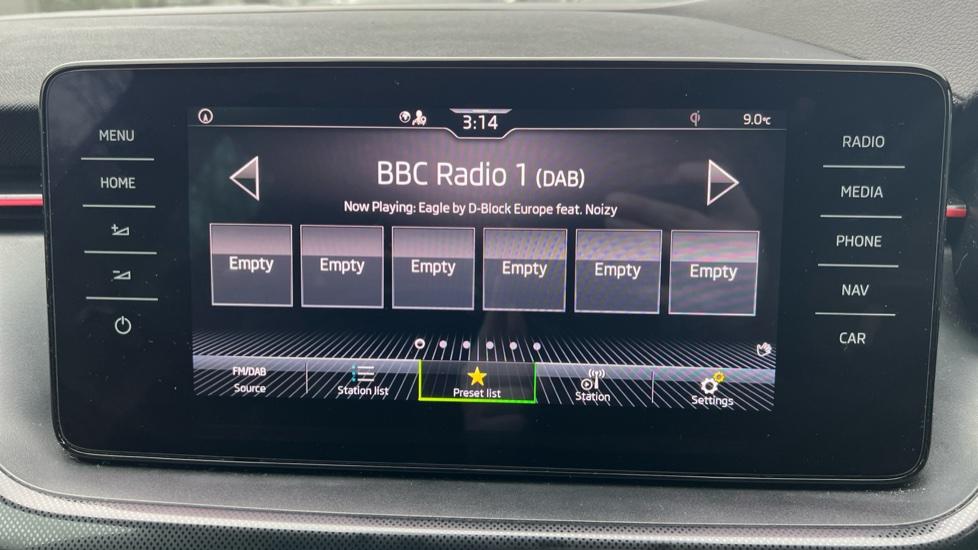 MENU
HOME
3:14
9.0°C
BBC Radio 1 (DAB)
Now Playing: Eagle by D-Block Europe feat. Noizy
Empty Empty Empty Empty Empty Empty
FM/DAB
Source
Station list
Preset list
Station
Settings
RADIO
MEDIA
PHONE
NAV
CAR